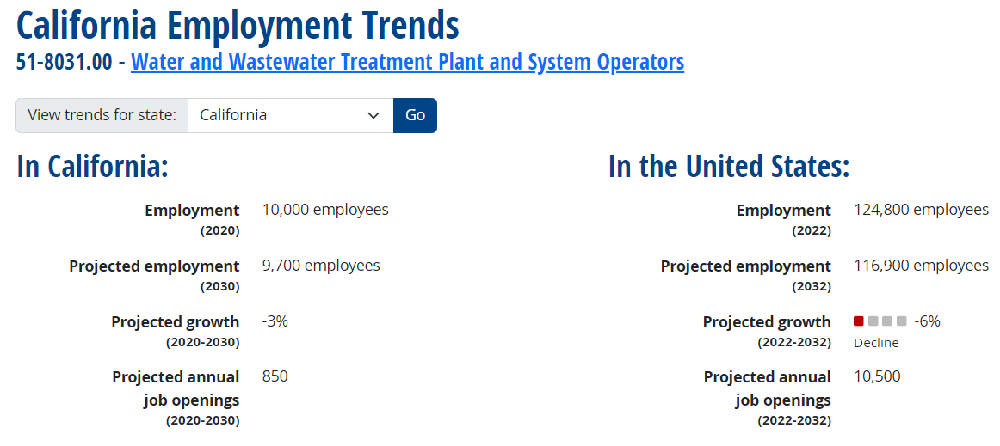 California Employment Trends
51-8031.00 - Water and Wastewater Treatment Plant and System Operators
View trends for state: California Go
In California:
Employment 10,000 employees
(2020)
Projected employment 9,700 employees
(2030)
Projected growth -3%
(2020-2030)
Projected annual 850
job openings
(2020-2030)
In the United States:
Employment 124,800 employees
(2022)
Projected employment 116,900 employees
(2032)
Projected growth -6%
(2022-2032) Decline
Projected annual 10,500
job openings
(2022-2032)